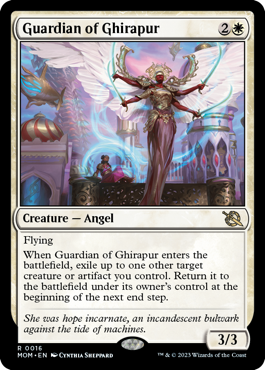 Guardian of Ghirapur 2
Creature — Angel
Flying
When Guardian of Ghirapur enters the
battlefield, exile up to one other target
creature or artifact you control. Return it to
the battlefield under its owner's control at the
beginning of the next end step.
She was hope incarnate, an incandescent bulwark
against the tide of machines.
3/3
R 0016
MOM • EN Cynthia Sheppard
™ & © 2023 Wizards of the Coast